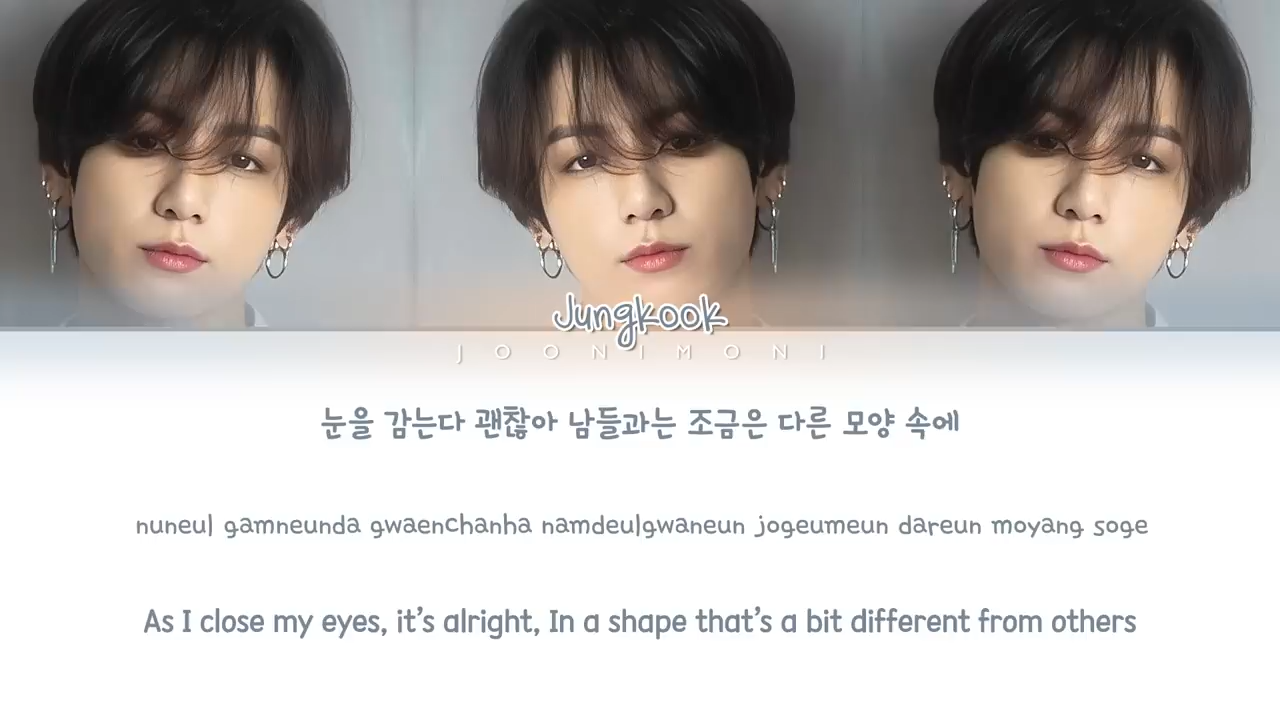 Jungkook
JOONIMONI
눈을 감는다 괜찮아 남들과는 조금은 다른 모양 속에
nuneul gamneunda gwaenchanha namdeulgwaneun jogeumeun dareun moyang soge
As I close my eyes, it's alright, In a shape that's a bit different from others